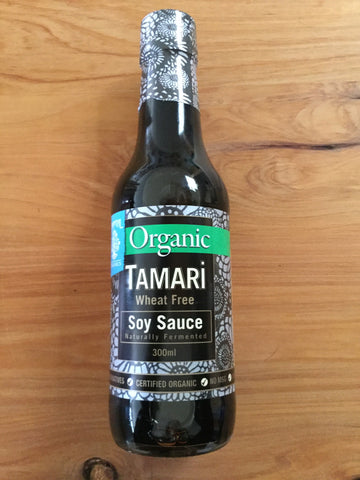 Organic
TAMARI
Wheat Free
Soy Sauce
Naturally Fermented
300ml
CERTIFIED ORGANIC NO MSG